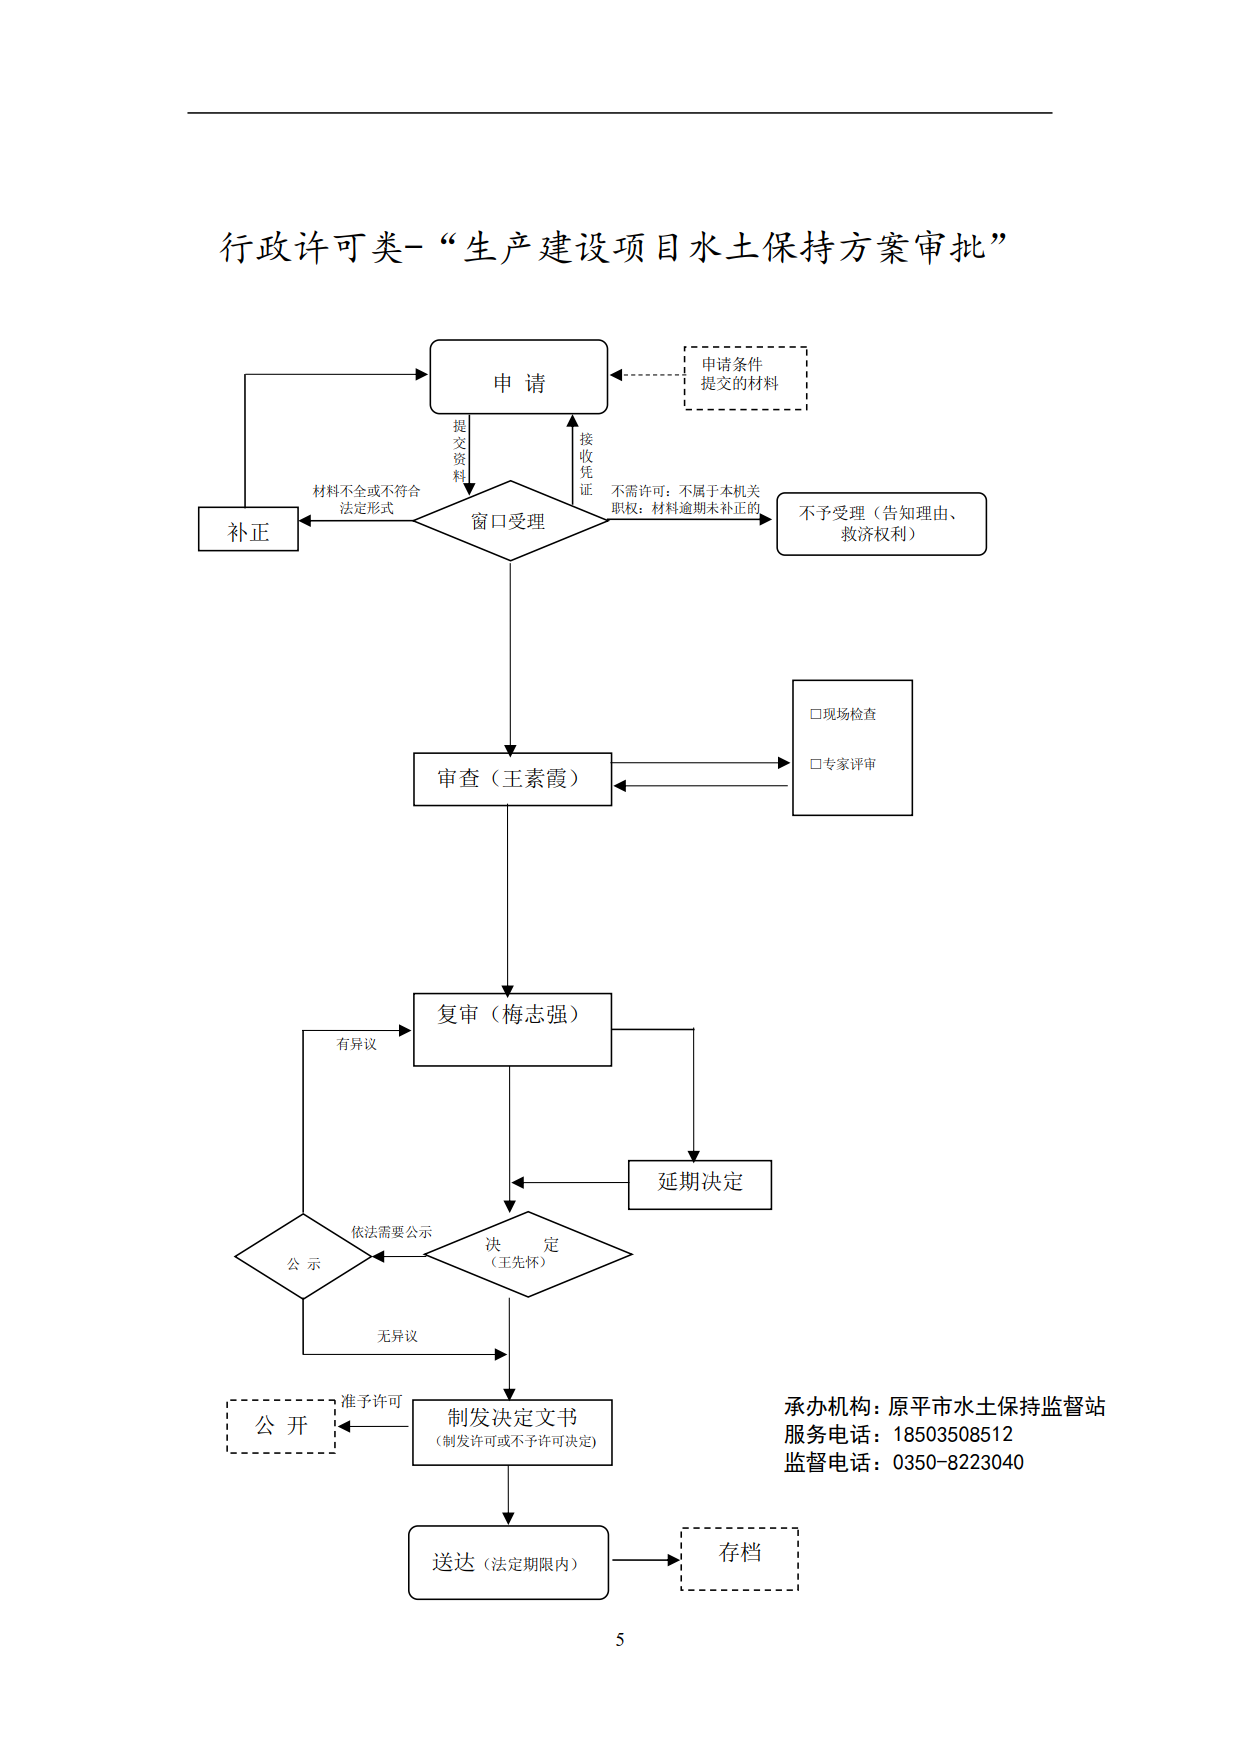 行政许可类-“生产建设项目水土保持方案审批”
申 请
申请条件
提交的材料
提交资料
接收凭证
材料不全或不符合
法定形式
不需许可：不属于本机关
职权：材料逾期未补正的
补正
窗口受理
不予受理（告知理由、
救济权利）
□现场检查
□专家评审
审查（王素霞）
复审（梅志强）
有异议
延期决定
依法需要公示
决 定
（王先怀）
公 示
无异议
准予许可
公 开
制发决定文书
（制发许可或不予许可决定)
承办机构：原平市水土保持监督站
服务电话：18503508512
监督电话：0350-8223040
送达（法定期限内）
存档
5